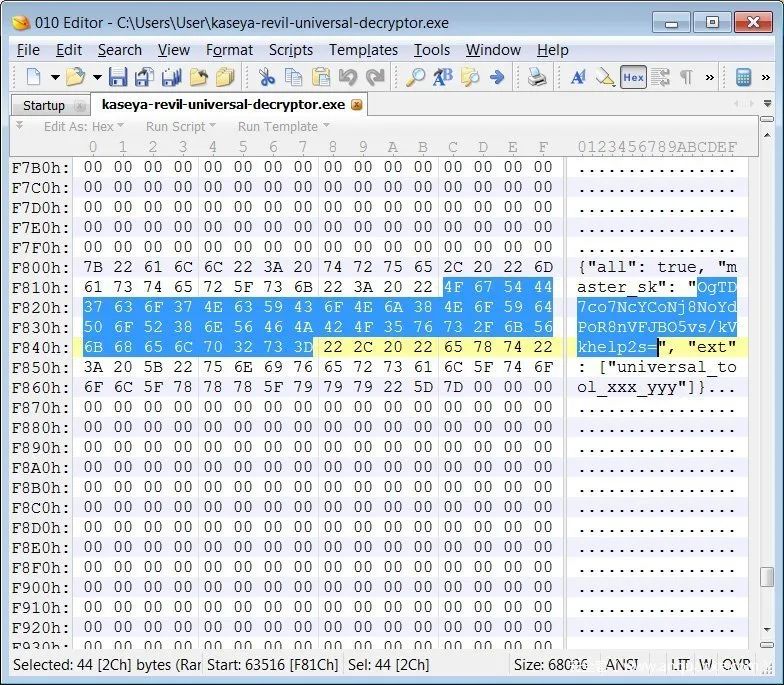 010 Editor - C:\Users\User\kaseya-revil-universal-decryptor.exe
File Edit Search View Format Scripts Templates Tools Window Help
Hex
Startup kaseya-revil-universal-decryptor.exe
Edit As: Hex Run Script Run Template
0 1 2 3 4 5 6 7 8 9 A B C D E F 0123456789ABCDEF
F7B0h: 00 00 00 00 00 00 00 00 00 00 00 00 00 00 00 00 ................
F7C0h: 00 00 00 00 00 00 00 00 00 00 00 00 00 00 00 00 ................
F7D0h: 00 00 00 00 00 00 00 00 00 00 00 00 00 00 00 00 ................
F7E0h: 00 00 00 00 00 00 00 00 00 00 00 00 00 00 00 00 ................
F7F0h: 00 00 00 00 00 00 00 00 00 00 00 00 00 00 00 00 ................
F800h: 7B 22 61 6C 6C 22 3A 20 74 72 75 65 2C 20 22 6D {"all": true, "m
F810h: 61 73 74 65 72 5F 73 6B 22 3A 20 22 4F 67 54 44 aster_sk": "OgTD
F820h: 37 63 6F 37 4E 63 59 43 6F 4E 6A 38 4E 6F 59 64 7co7NcYCoNj8NoYd
F830h: 50 6F 52 38 6E 56 46 4A 42 4F 35 76 73 2F 6B 56 PoR8nVFJBO5vs/kV
F840h: 6B 68 65 6C 70 32 73 3D 22 2C 20 22 65 78 74 22 khelp2s=", "ext"
F850h: 3A 20 5B 22 75 6E 69 76 65 72 73 61 6C 5F 74 6F : ["universal_to
F860h: 6F 6C 5F 78 78 78 5F 79 79 79 22 5D 7D 00 00 00 ol_xxx_yyy"]}...
F870h: 00 00 00 00 00 00 00 00 00 00 00 00 00 00 00 00 ................
F880h: 00 00 00 00 00 00 00 00 00 00 00 00 00 00 00 00 ................
F890h: 00 00 00 00 00 00 00 00 00 00 00 00 00 00 00 00 ................
F8A0h: 00 00 00 00 00 00 00 00 00 00 00 00 00 00 00 00 ................
F8B0h: 00 00 00 00 00 00 00 00 00 00 00 00 00 00 00 00 ................
F8C0h: 00 00 00 00 00 00 00 00 00 00 00 00 00 00 00 00 ................
F8D0h: 00 00 00 00 00 00 00 00 00 00 00 00 00 00 00 00 ................
F8E0h: 00 00 00 00 00 00 00 00 00 00 00 00 00 00 00 00 ................
F8F0h: 00 00 00 00 00 00 00 00 00 00 00 00 00 00 00 00 ................
F900h: 00 00 00 00 00 00 00 00 00 00 00 00 00 00 00 00 ................
F910h: 00 00 00 00 00 00 00 00 00 00 00 00 00 00 00 00 ................
F920h: 00 00 00 00 00 00 00 00 00 00 00 00 00 00 00 00 ................
F930h: 00 00 00 00 00 00 00 00 00 00 00 00 00 00 00 00
Selected: 44 [2Ch] bytes (Ran Start: 63516 [F81Ch] Sel: 44 [2Ch] Size: 68096 ANSI LIT W OVR